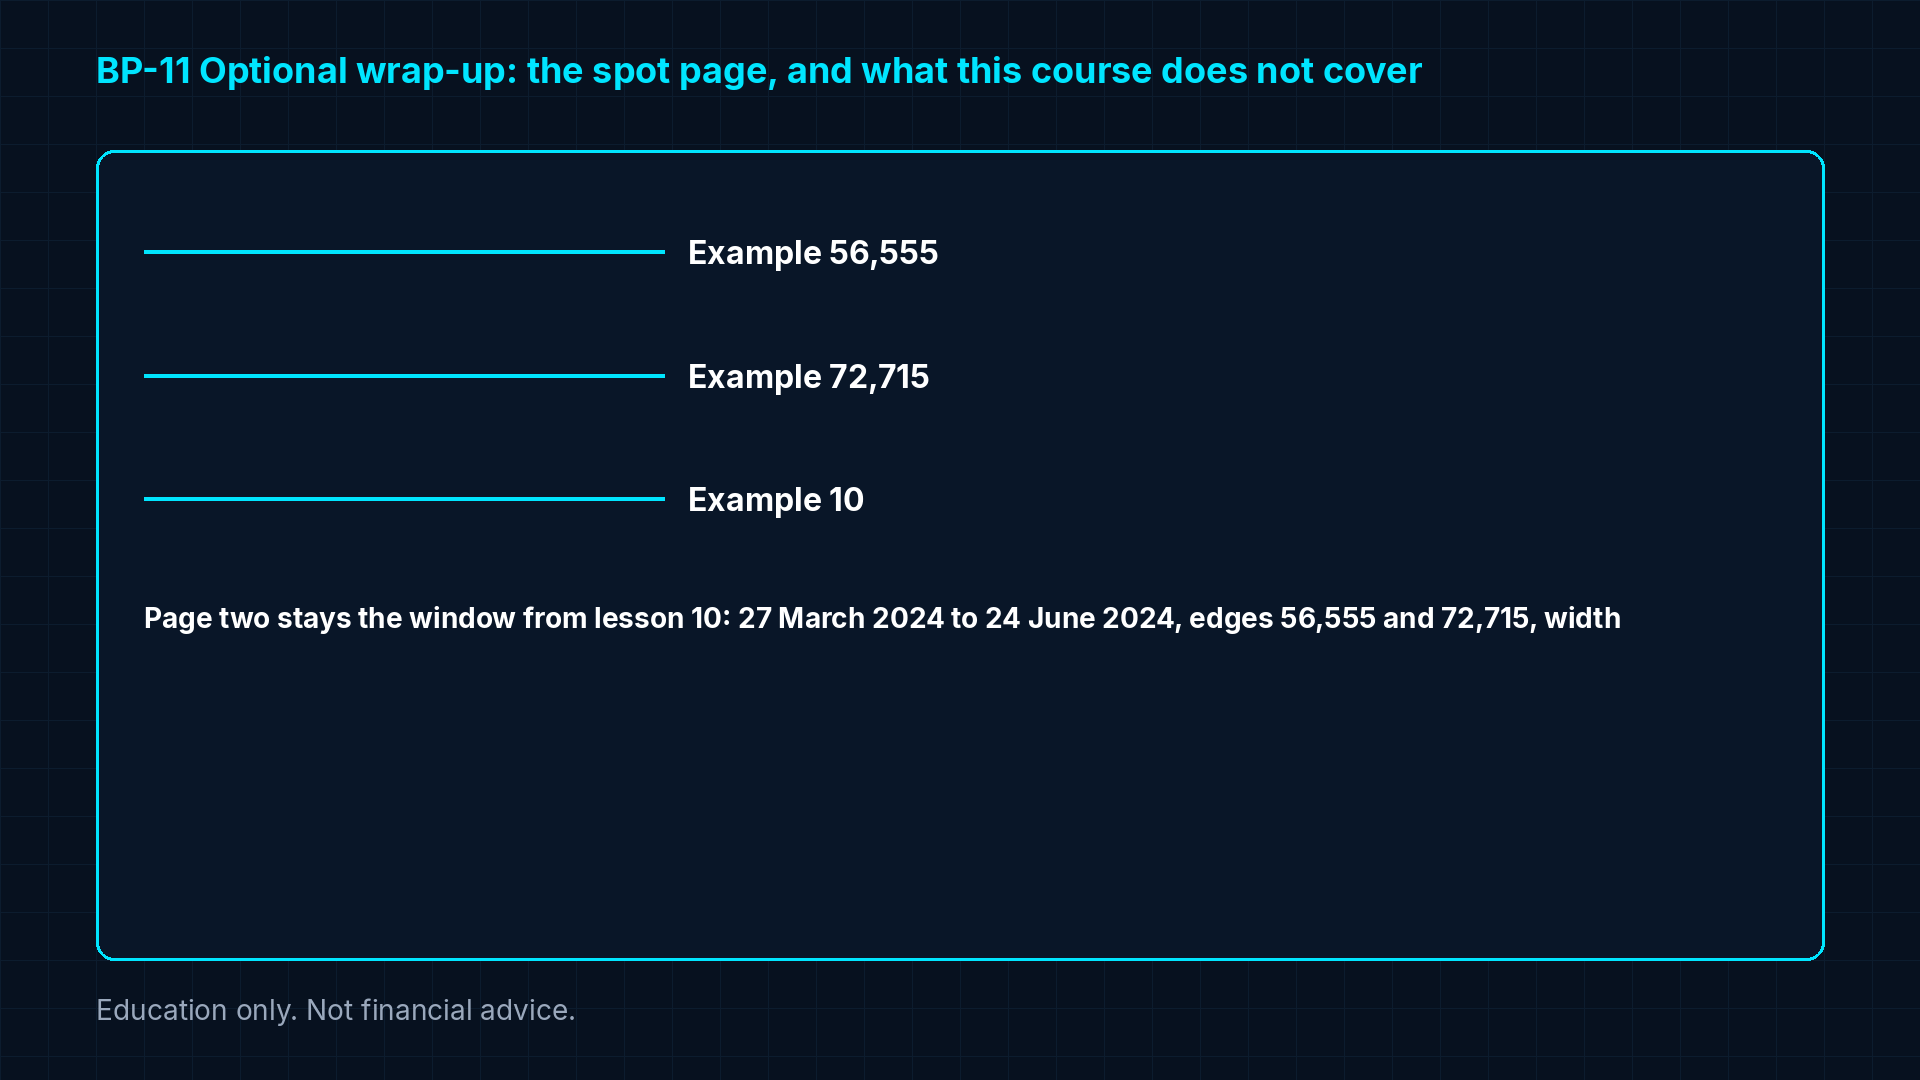 BP-11 Optional wrap-up: the spot page, and what this course does not cover
Example 56,555
Example 72,715
Example 10
Page two stays the window from lesson 10: 27 March 2024 to 24 June 2024, edges 56,555 and 72,715, width
Education only. Not financial advice.